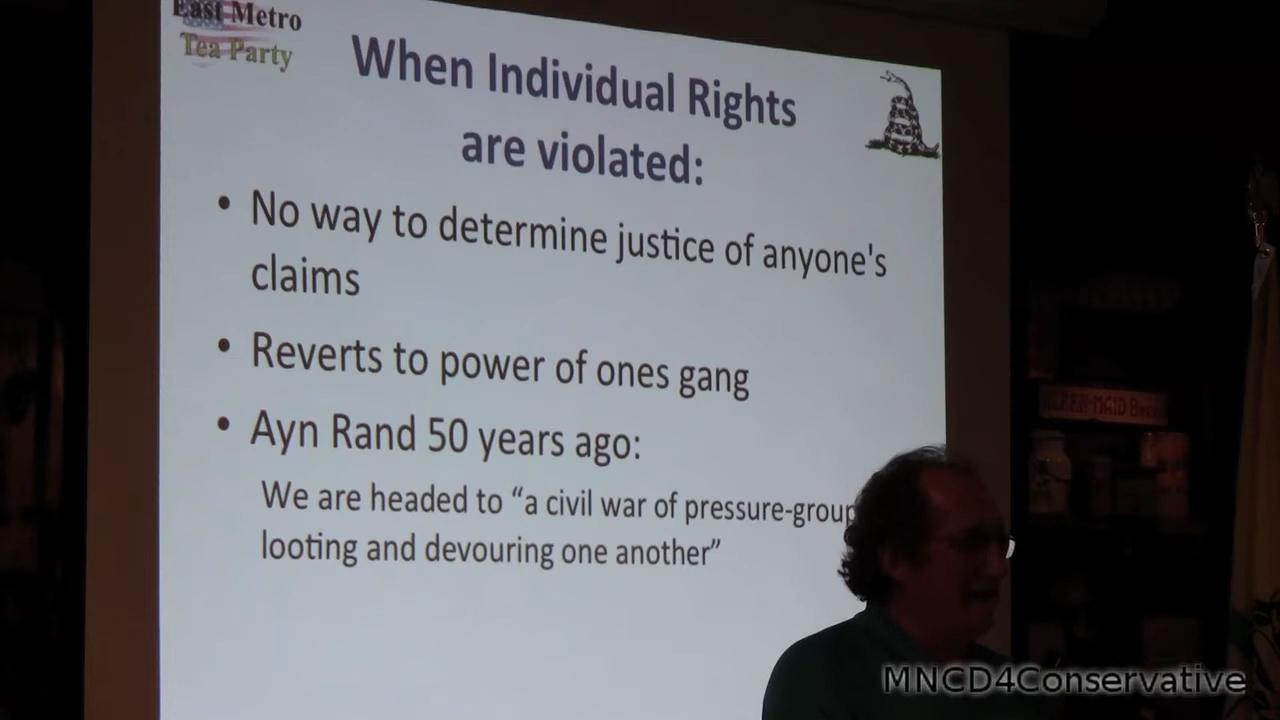 East Metro
Tea Party
When Individual Rights
are violated:
• No way to determine justice of anyone's
claims
• Reverts to power of ones gang
• Ayn Rand 50 years ago:
We are headed to “a civil war of pressure-group
looting and devouring one another”
MNCD4Conservative